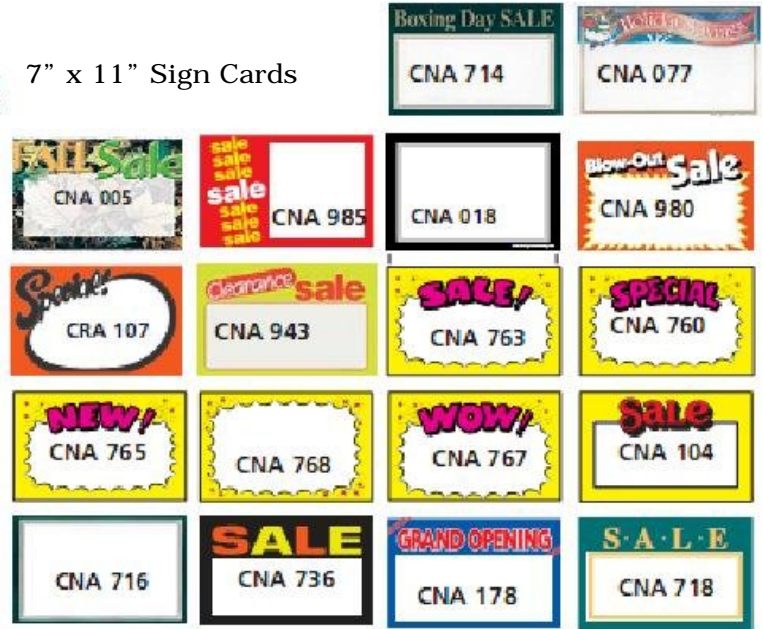 Boxing Day SALE
CNA 714
CNA 077
7” x 11” Sign Cards
FALL Sale
CNA 005
sale
sale
sale
sale
sale
sale
sale
sale
CNA 985
CNA 018
Blow-Out Sale
CNA 980
Special!
CRA 107
Clearance sale
CNA 943
SALE!
CNA 763
SPECIAL
CNA 760
NEW!
CNA 765
CNA 768
WOW!
CNA 767
Sale
CNA 104
CNA 716
SALE
CNA 736
GRAND OPENING
CNA 178
S·A·L·E
CNA 718